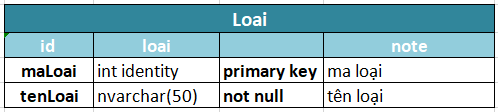 Loai
id loai note
maLoai int identity primary key ma loại
tenLoai nvarchar(50) not null tên loại